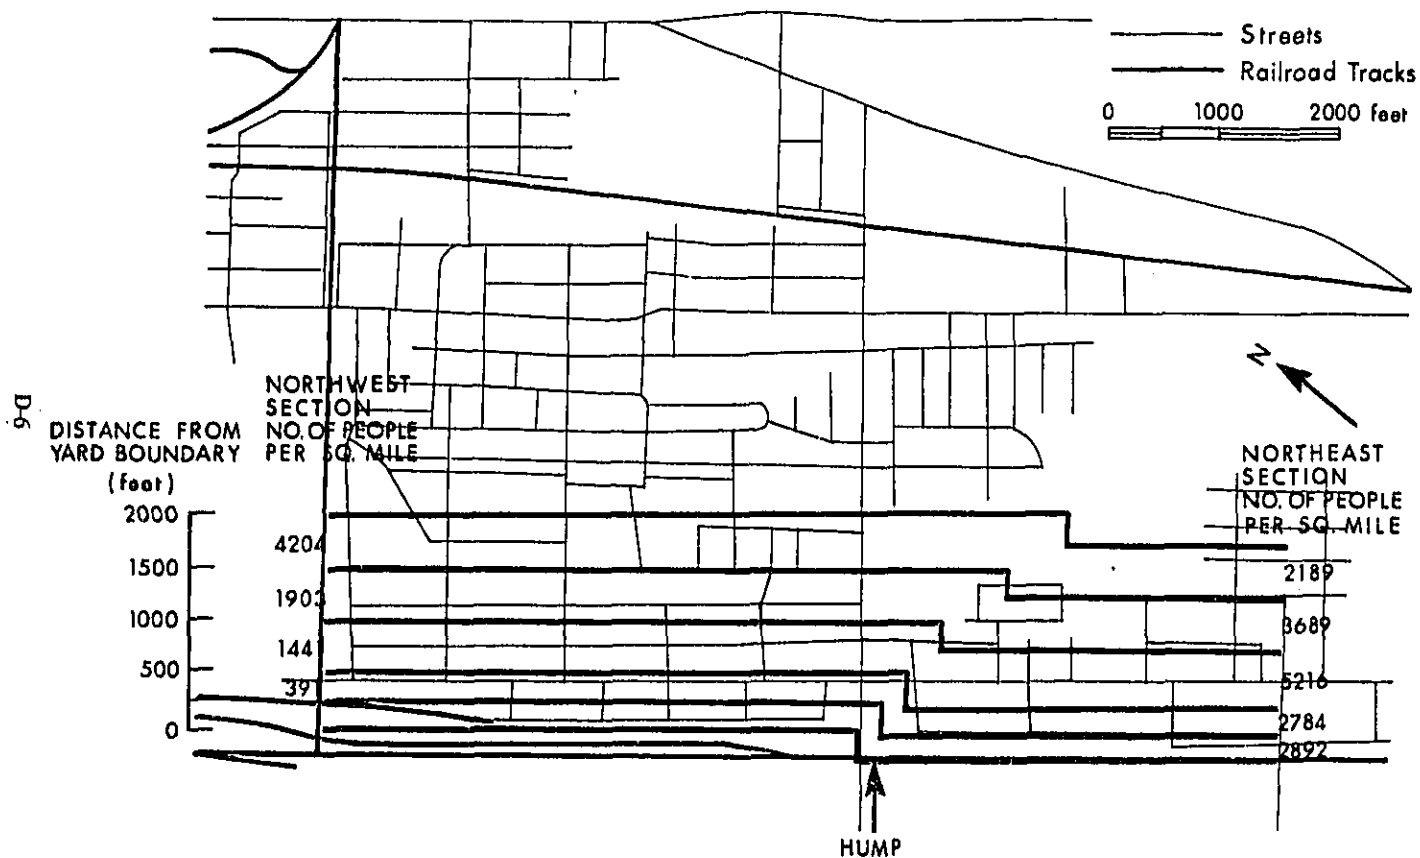 Streets
Railroad Tracks
0 1000 2000 feet
N
D-6
DISTANCE FROM
YARD BOUNDARY
(feet)
NORTHWEST
SECTION
NO. OF PEOPLE
PER SQ. MILE
NORTHEAST
SECTION
NO. OF PEOPLE
PER SQ. MILE
2000
1500
1000
500
0
4204
1903
144
39
2189
3689
5216
2784
2892
HUMP